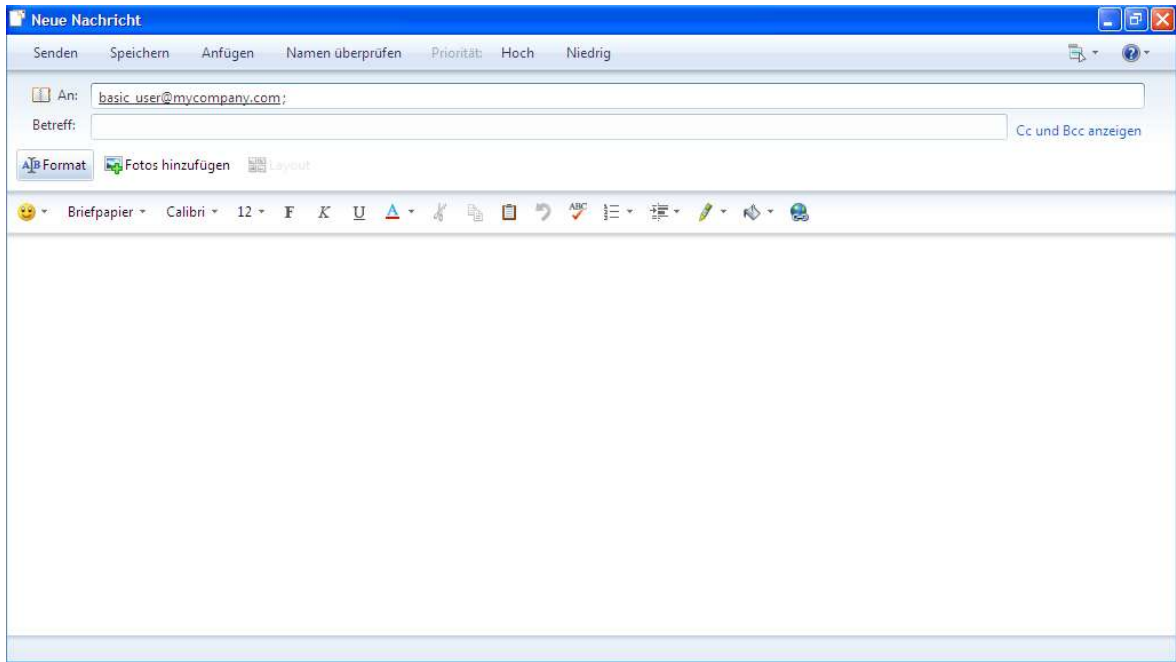 Neue Nachricht
Senden Speichern Anfügen Namen überprüfen Priorität: Hoch Niedrig
An: basic_user@mycompany.com;
Betreff: Cc und Bcc anzeigen
Format Fotos hinzufügen Layout
Briefpapier Calibri 12 F K U A ABC